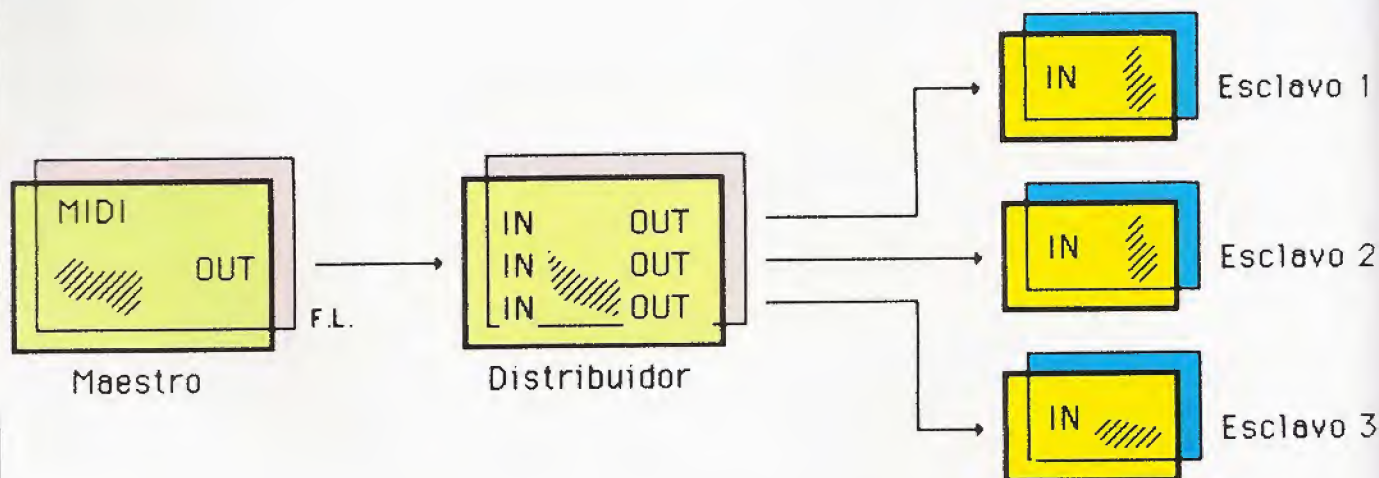 MIDI
OUT
F.L.
Maestro
IN OUT
IN OUT
IN OUT
Distribuidor
IN
Esclavo 1
IN
Esclavo 2
IN
Esclavo 3